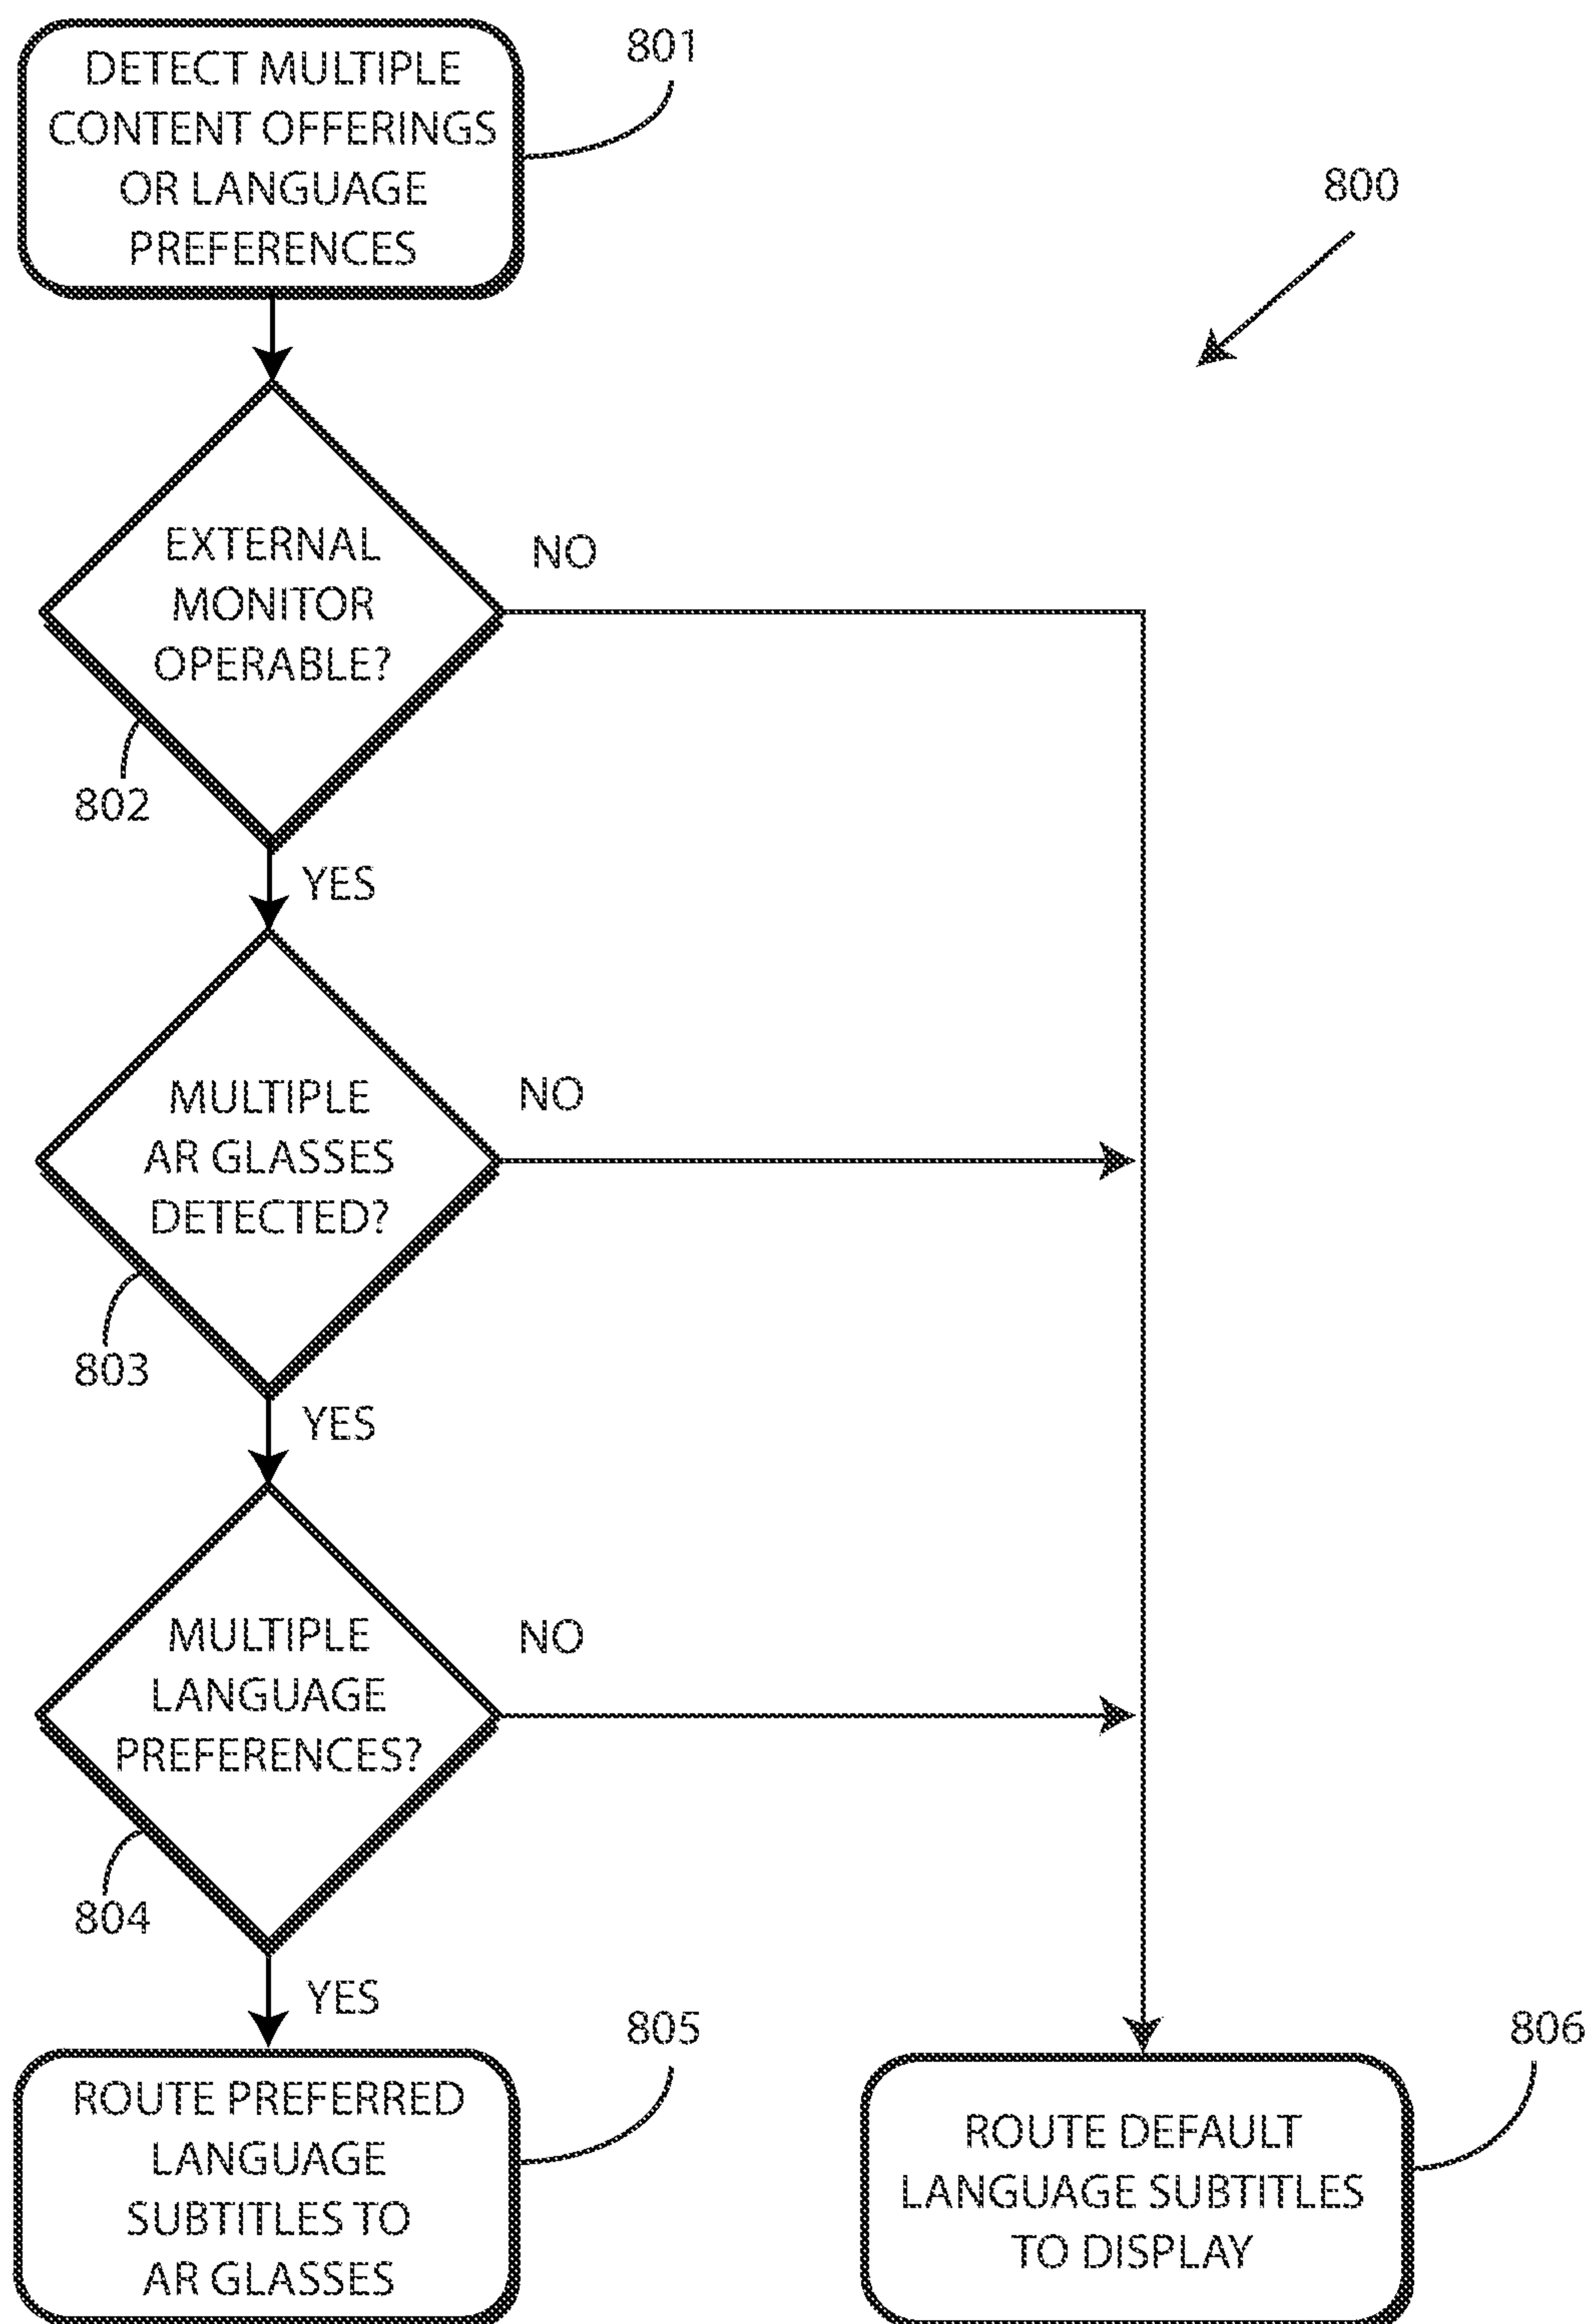 DETECT MULTIPLE
CONTENT OFFERINGS
OR LANGUAGE
PREFERENCES
801
800
EXTERNAL
MONITOR
OPERABLE?
NO
802
YES
MULTIPLE
AR GLASSES
DETECTED?
NO
803
YES
MULTIPLE
LANGUAGE
PREFERENCES?
NO
804
YES
805
806
ROUTE PREFERRED
LANGUAGE
SUBTITLES TO
AR GLASSES
ROUTE DEFAULT
LANGUAGE SUBTITLES
TO DISPLAY